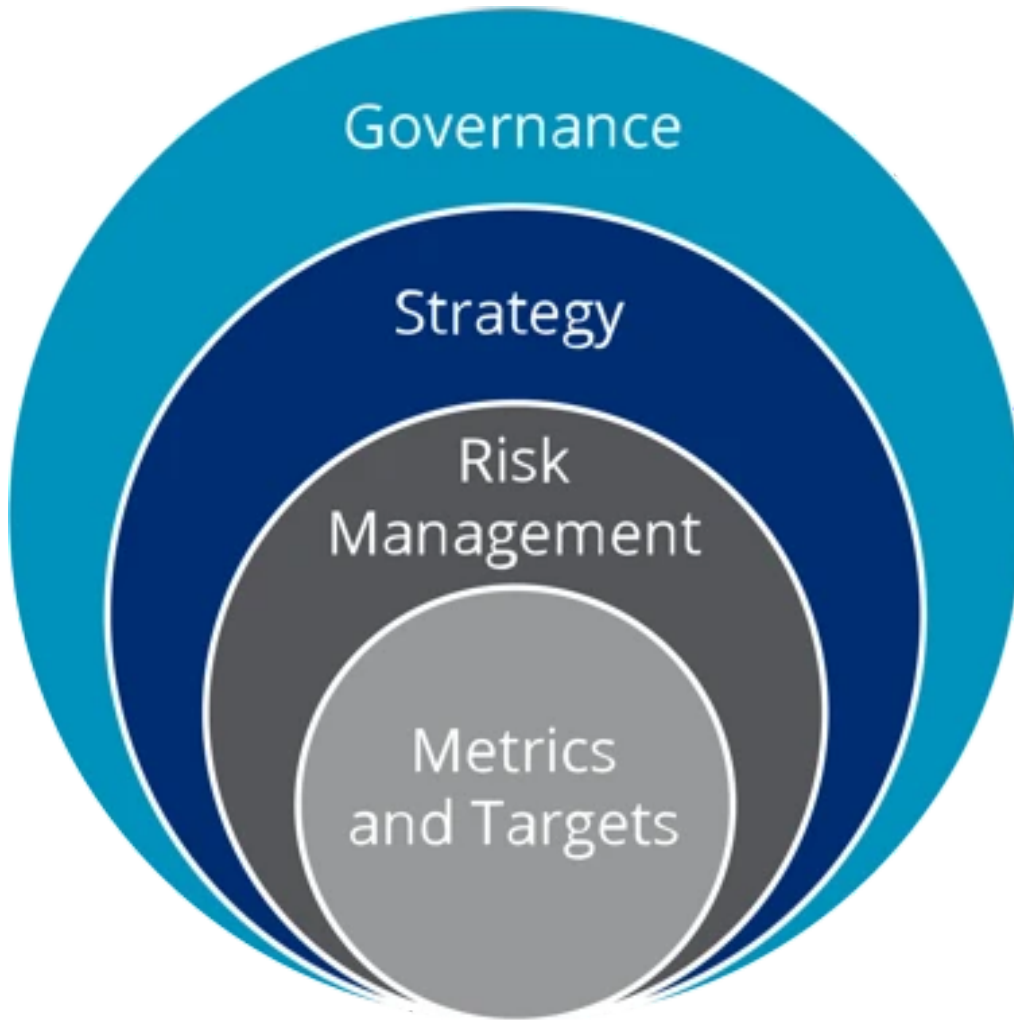 Governance
Strategy
Risk
Management
Metrics
and Targets